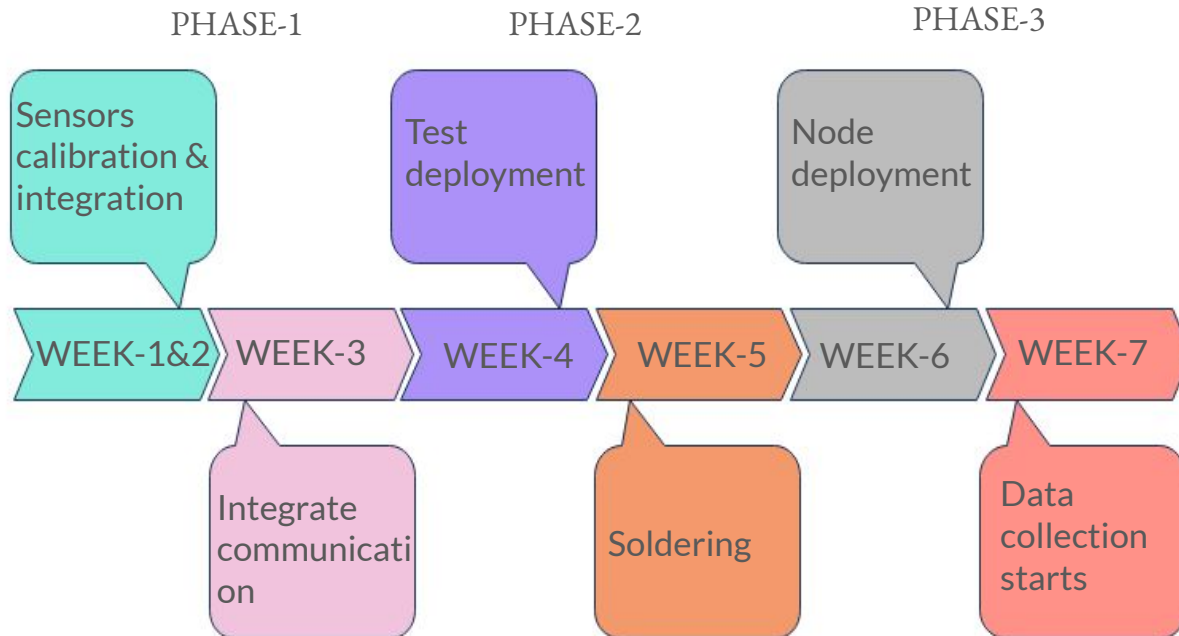 PHASE-1
PHASE-2
PHASE-3
Sensors
calibration &
integration
Test
deployment
Node
deployment
WEEK-1&2
WEEK-3
WEEK-4
WEEK-5
WEEK-6
WEEK-7
Integrate
communicati
on
Soldering
Data
collection
starts